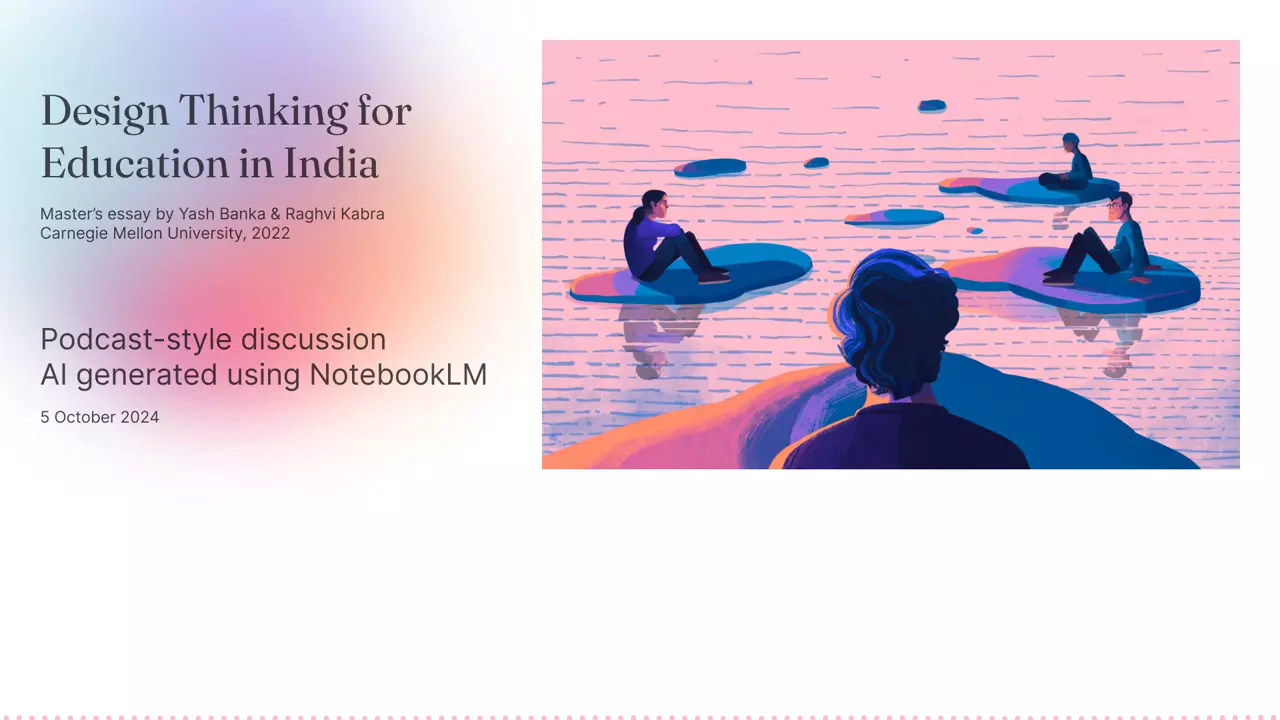 Design Thinking for
Education in India
Master’s essay by Yash Banka & Raghvi Kabra
Carnegie Mellon University, 2022
Podcast-style discussion
AI generated using NotebookLM
5 October 2024